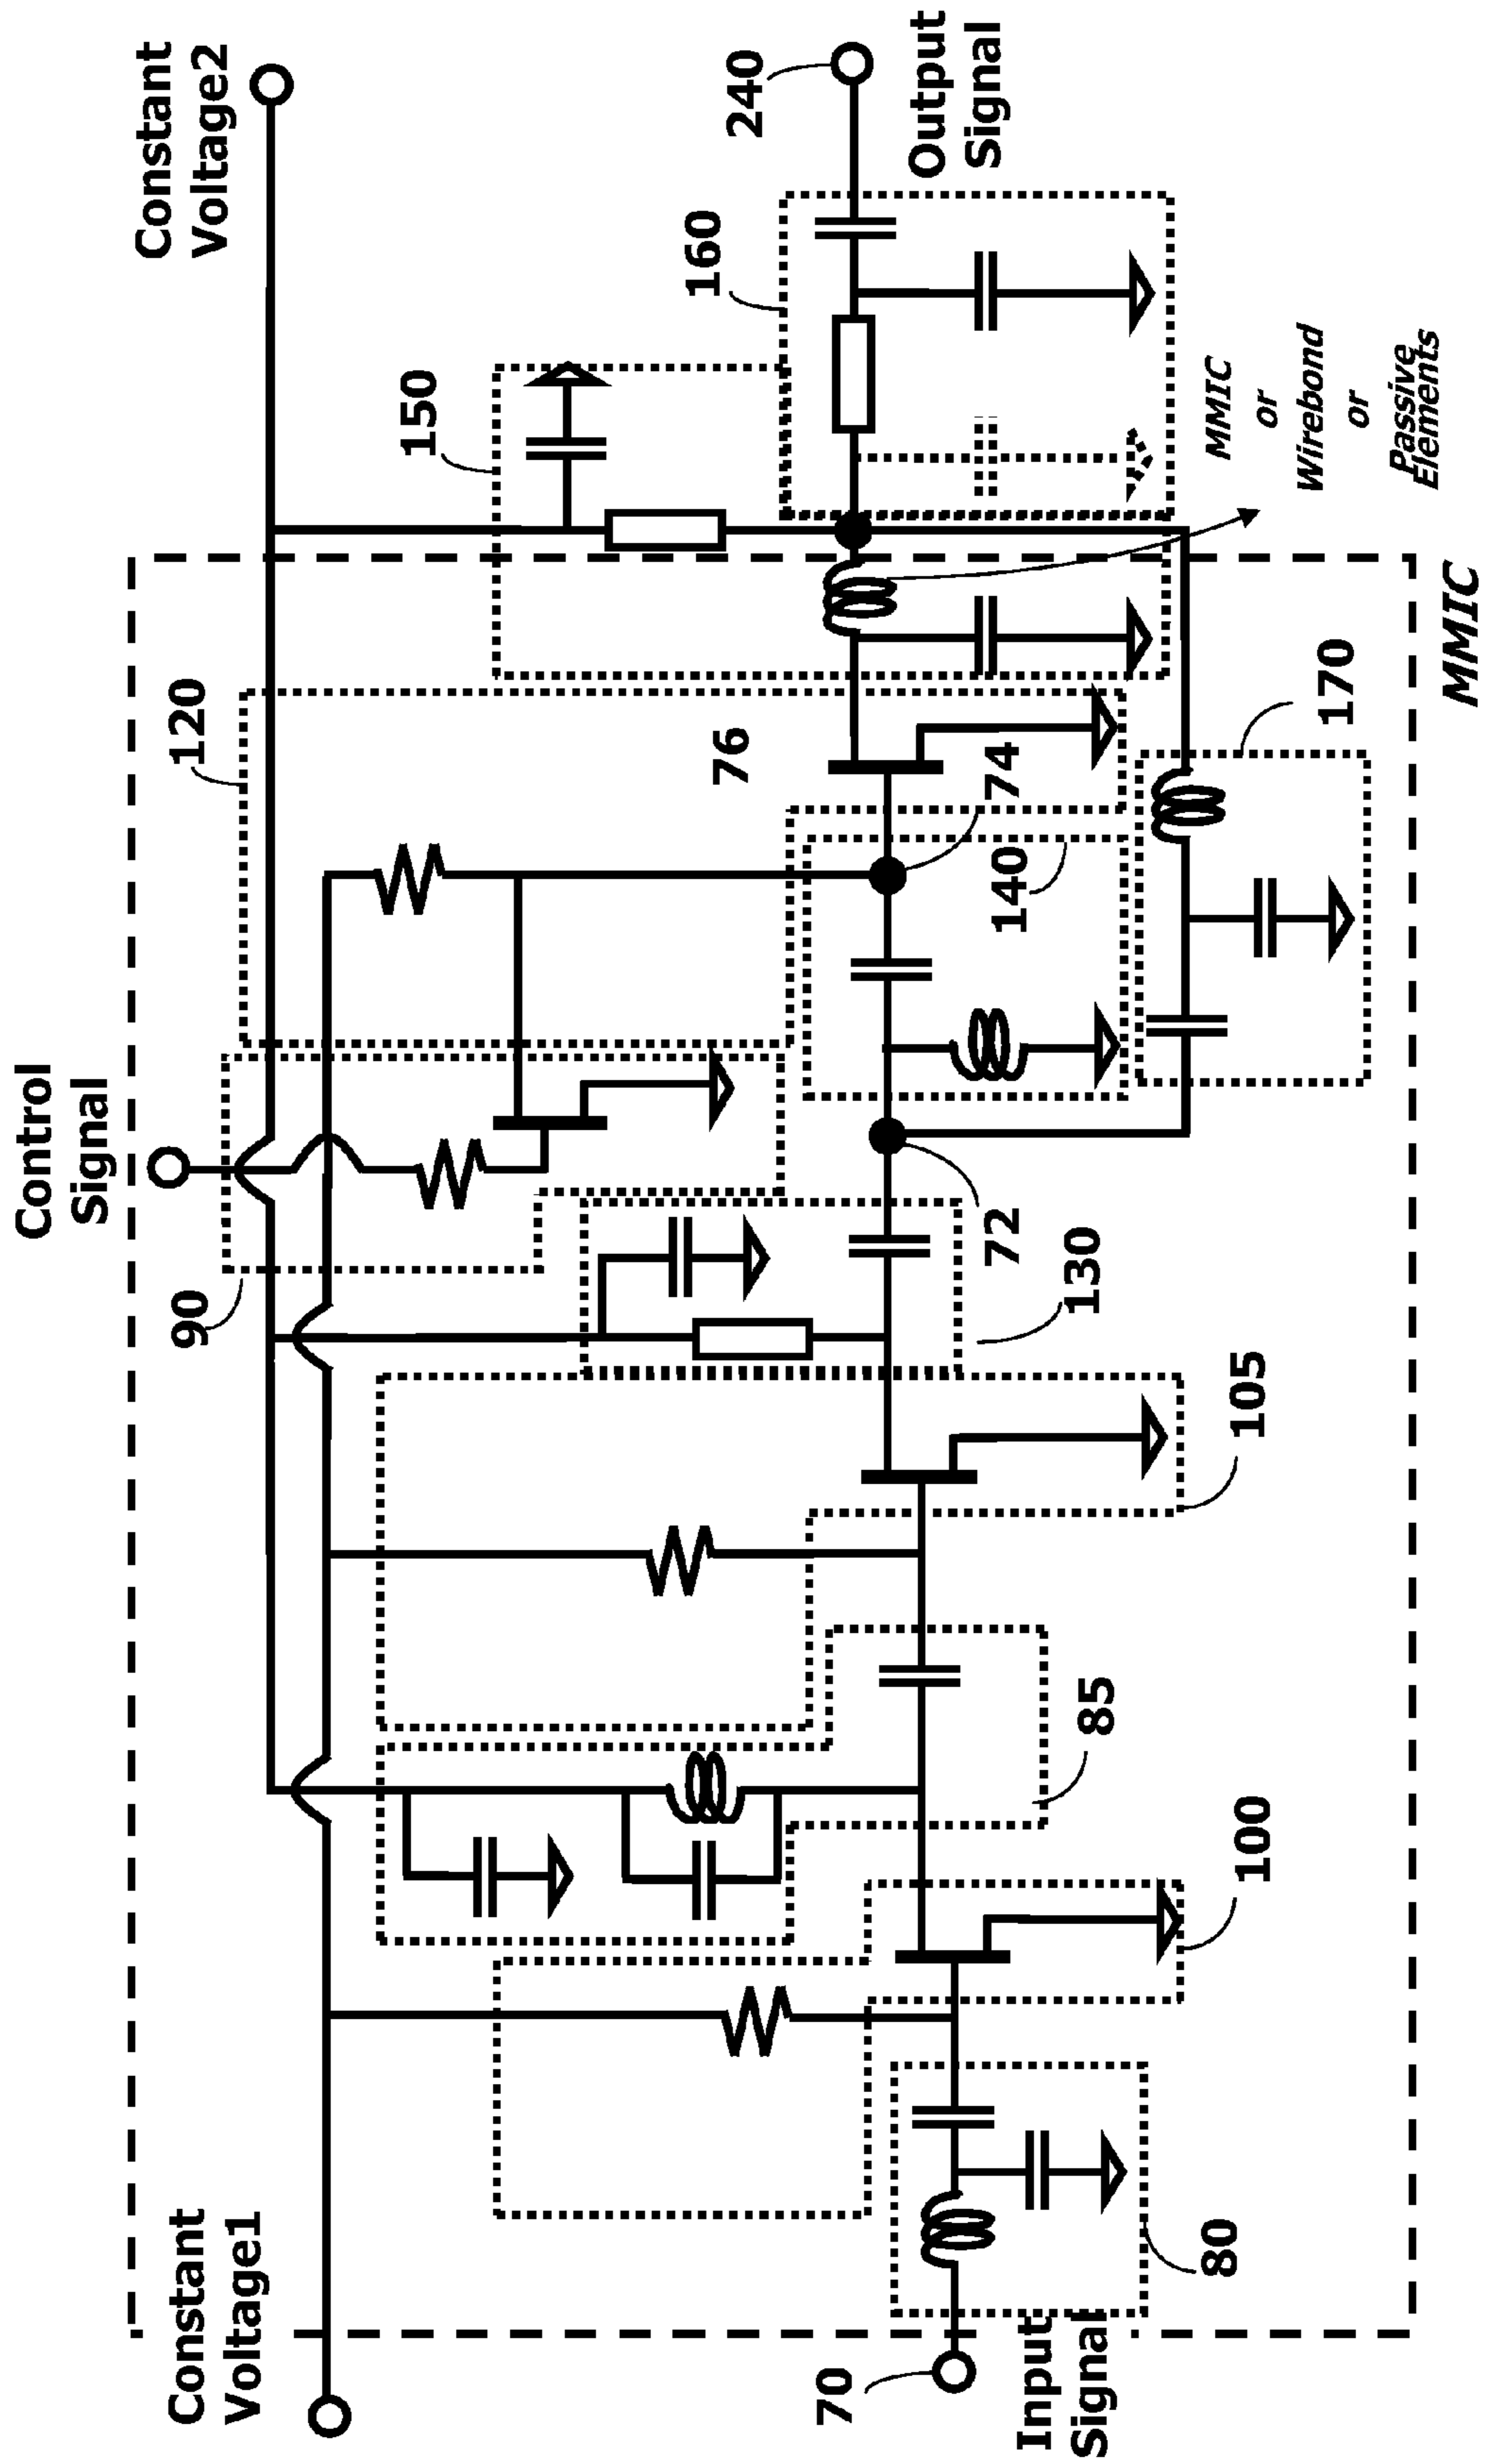 Control
Signal
Constant
Voltage1
Constant
Voltage2
90
120
150
160
240
Output
Signal
76
74
140
72
130
105
85
100
80
70
Input
Signal
170
MMIC
or
Wirebond
or
Passive
Elements
MMIC